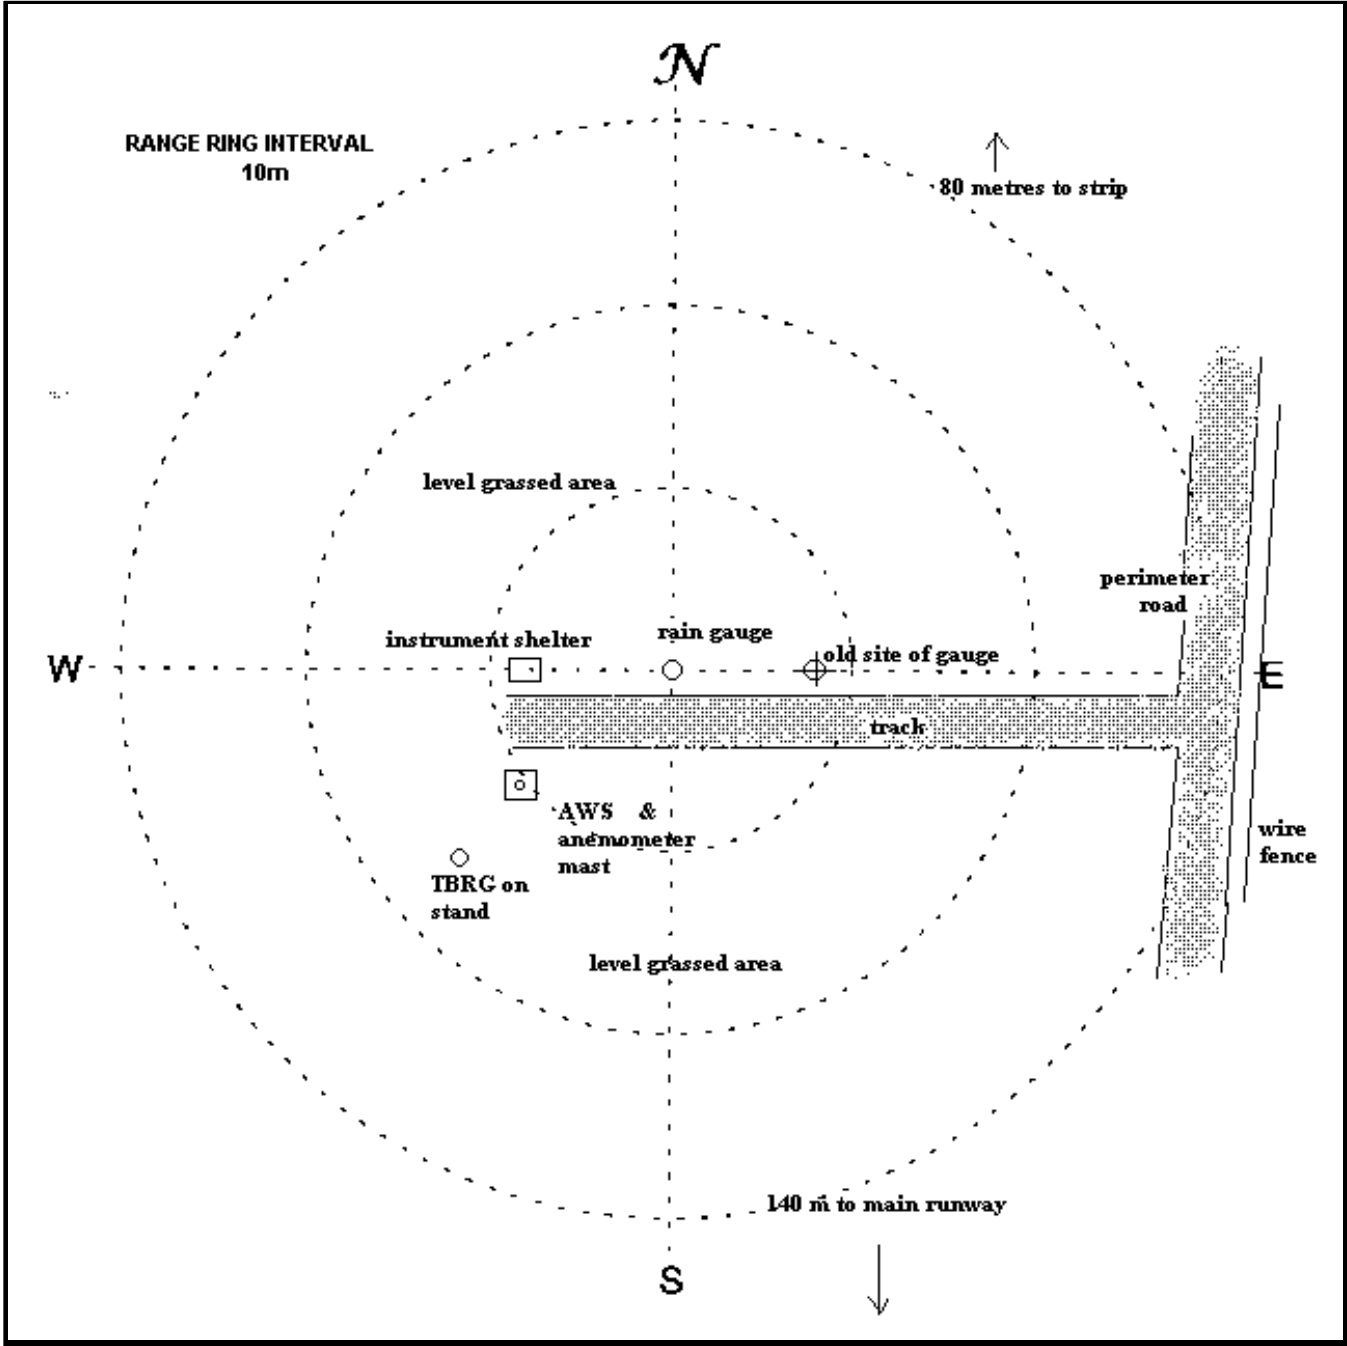 N
RANGE RING INTERVAL
10m
80 metres to strip
level grassed area
perimeter
road
instrument shelter
rain gauge
old site of gauge
W
E
track
AWS &
anemometer
mast
wire
fence
TBRG on
stand
level grassed area
140 m to main runway
S